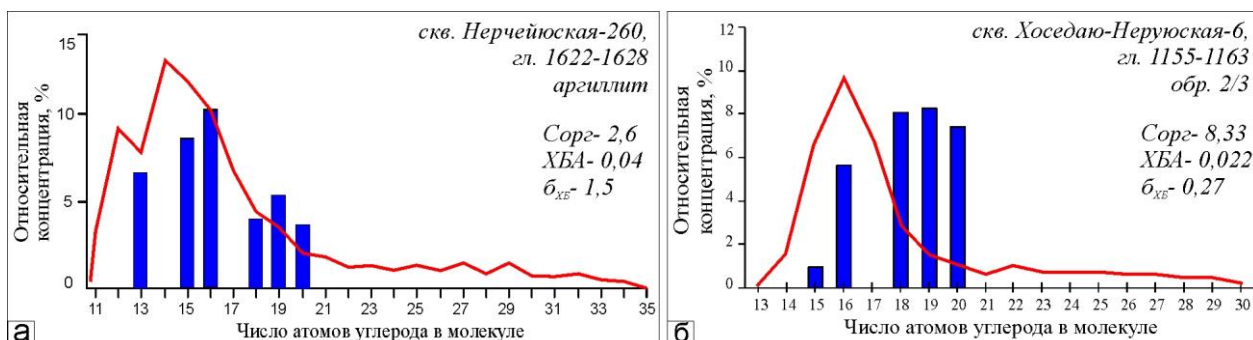 скв. Нерчейюская-260,
гл. 1622-1628
аргиллит
Сорг- 2,6
ХБА- 0,04
бХБ- 1,5
Относительная
концентрация, %
15
10
5
0
11 13 15 17 19 21 23 25 27 29 31 33 35
Число атомов углерода в молекуле
а
скв. Хоседаю-Неруюская-6,
гл. 1155-1163
обр. 2/3
Сорг- 8,33
ХБА- 0,022
бХБ- 0,27
Относительная
концентрация, %
12
10
8
6
4
2
0
13 14 15 16 17 18 19 20 21 22 23 24 25 26 27 28 29 30
Число атомов углерода в молекуле
б